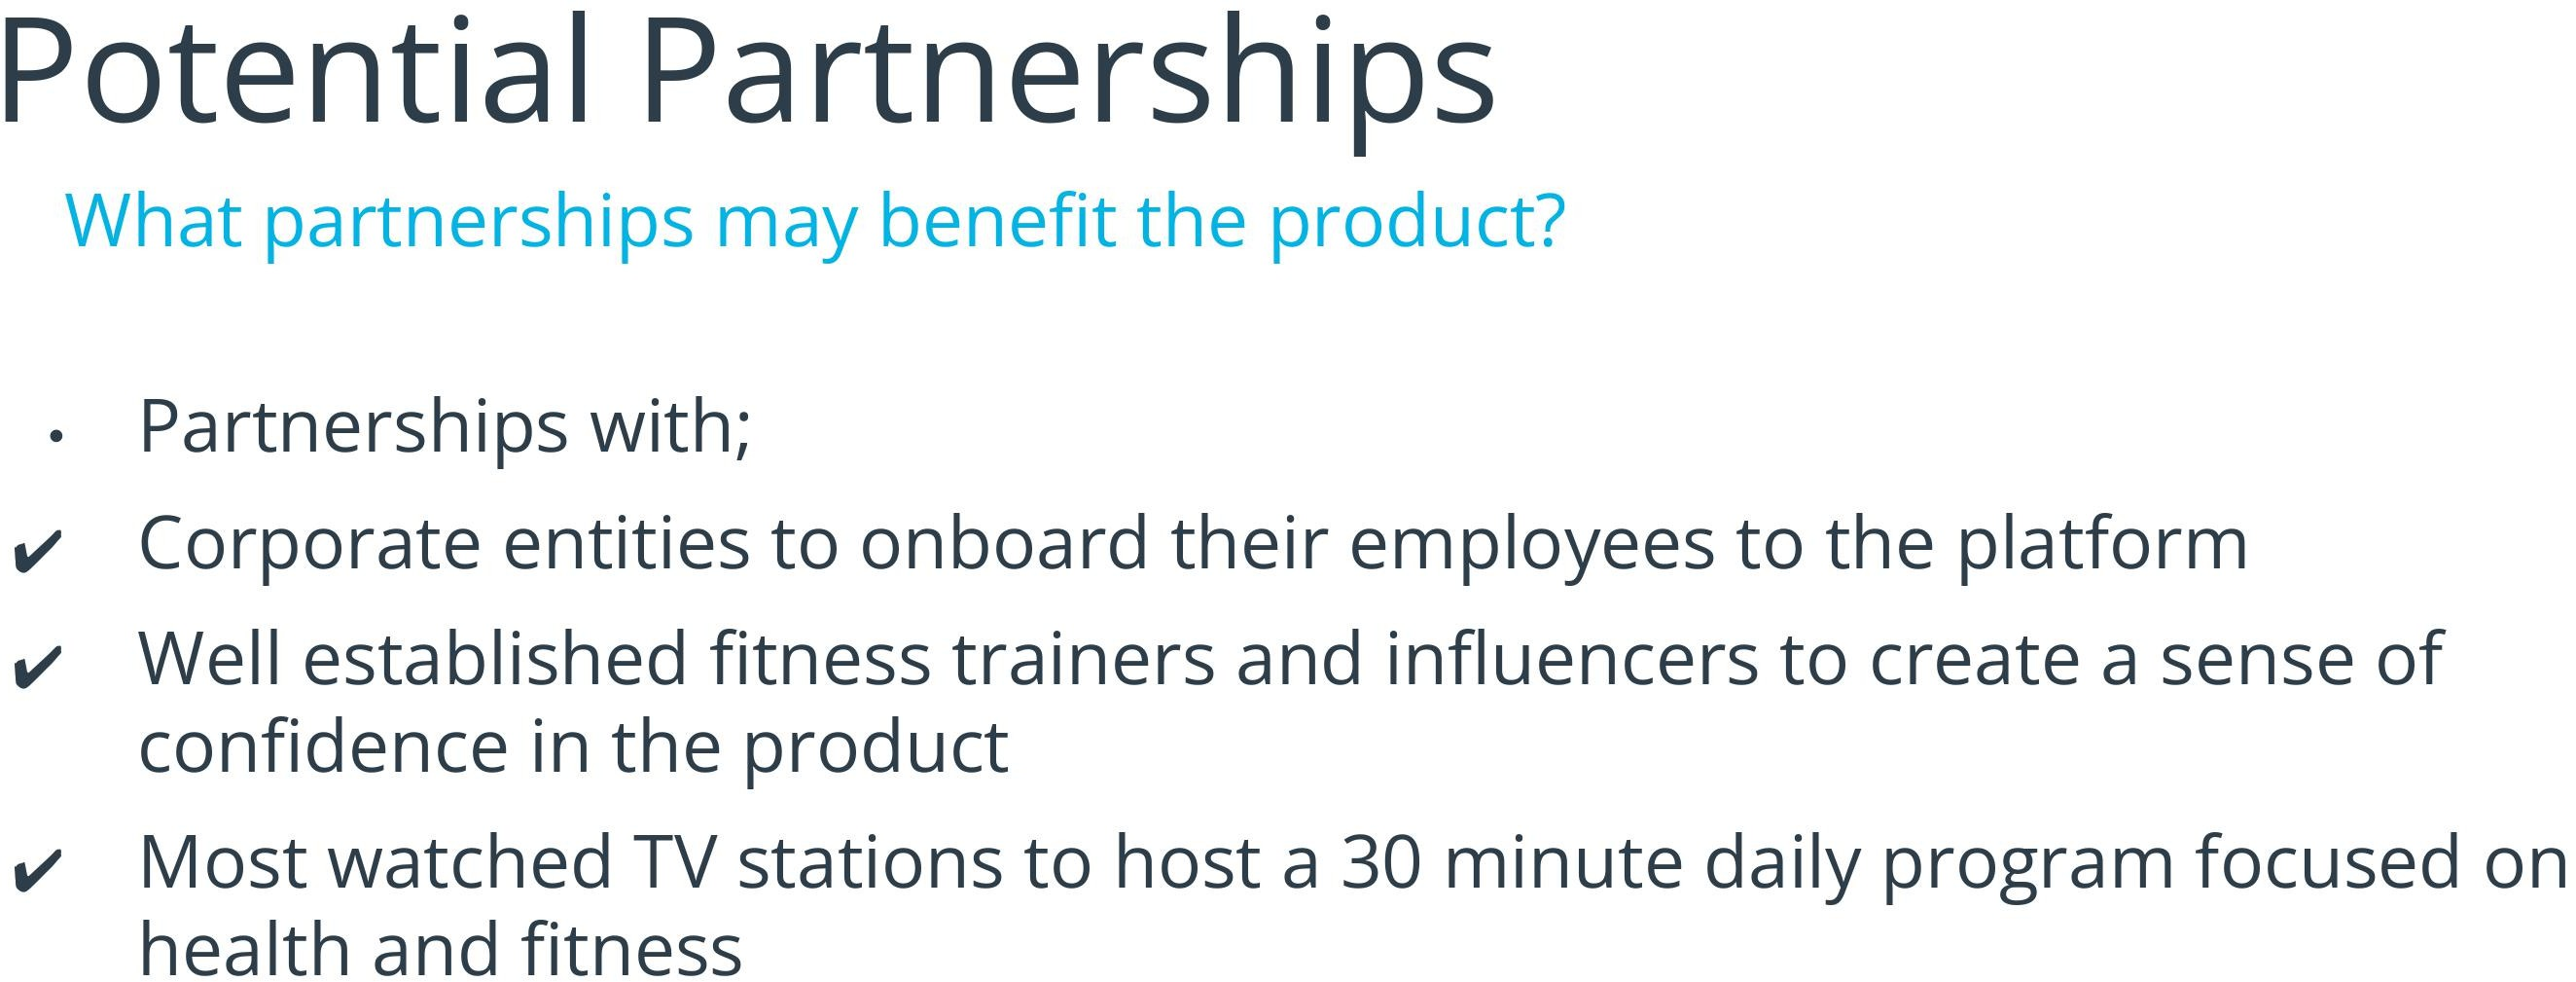 Potential Partnerships
What partnerships may benefit the product?
• Partnerships with;
✔ Corporate entities to onboard their employees to the platform
✔ Well established fitness trainers and influencers to create a sense of
confidence in the product
✔ Most watched TV stations to host a 30 minute daily program focused on
health and fitness